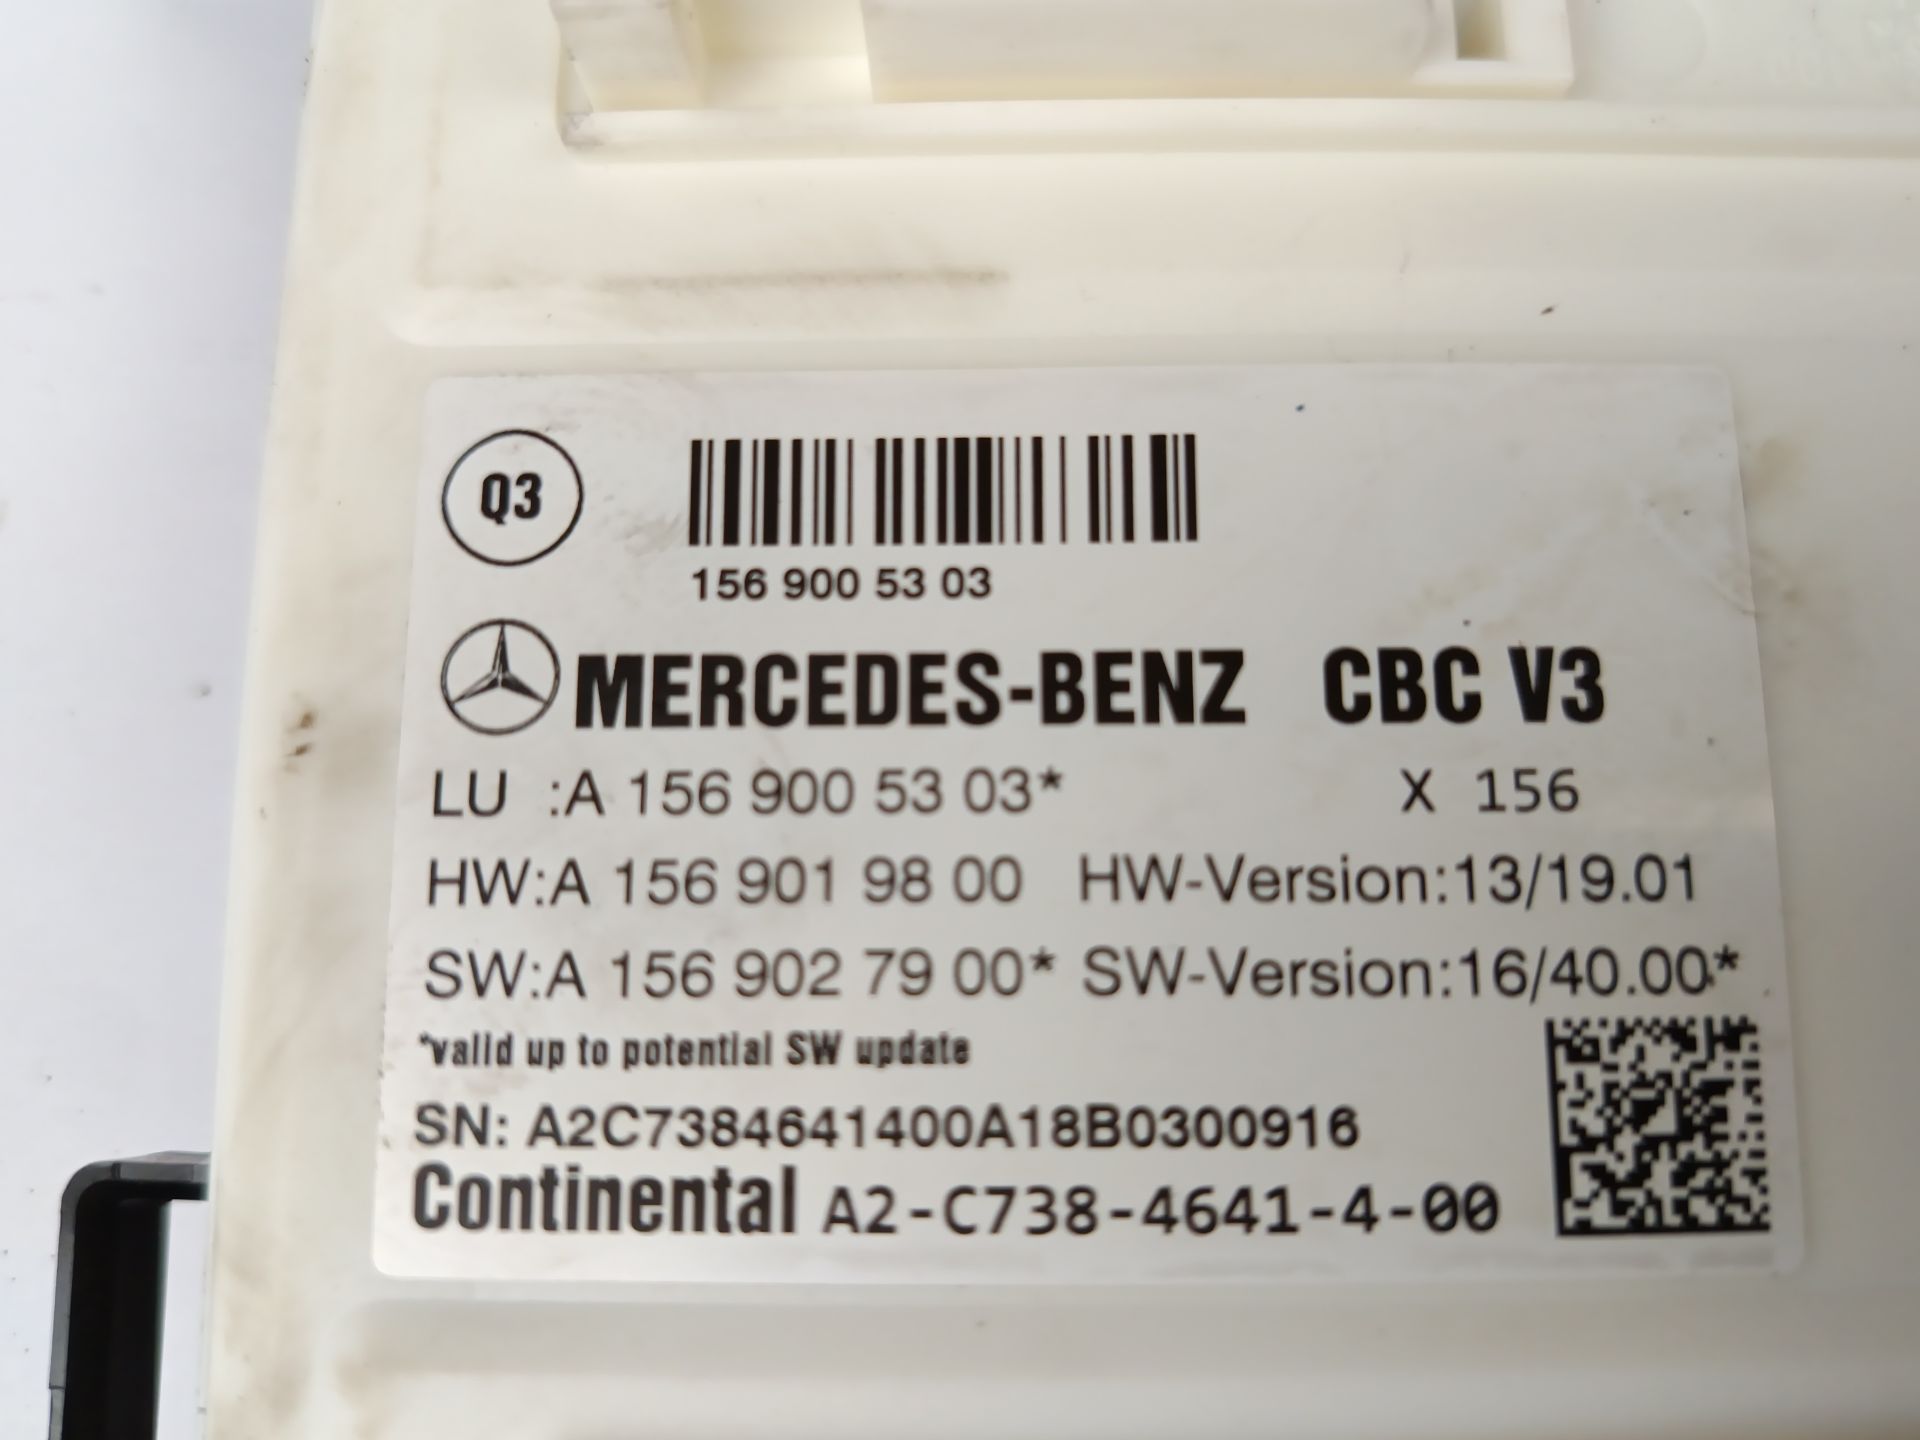 Q3
156 900 53 03
MERCEDES-BENZ CBC V3
LU :A 156 900 53 03* X 156
HW:A 156 901 98 00 HW-Version:13/19.01
SW:A 156 902 79 00* SW-Version:16/40.00*
*valid up to potential SW update
SN: A2C7384641400A18B0300916
Continental A2-C738-4641-4-00